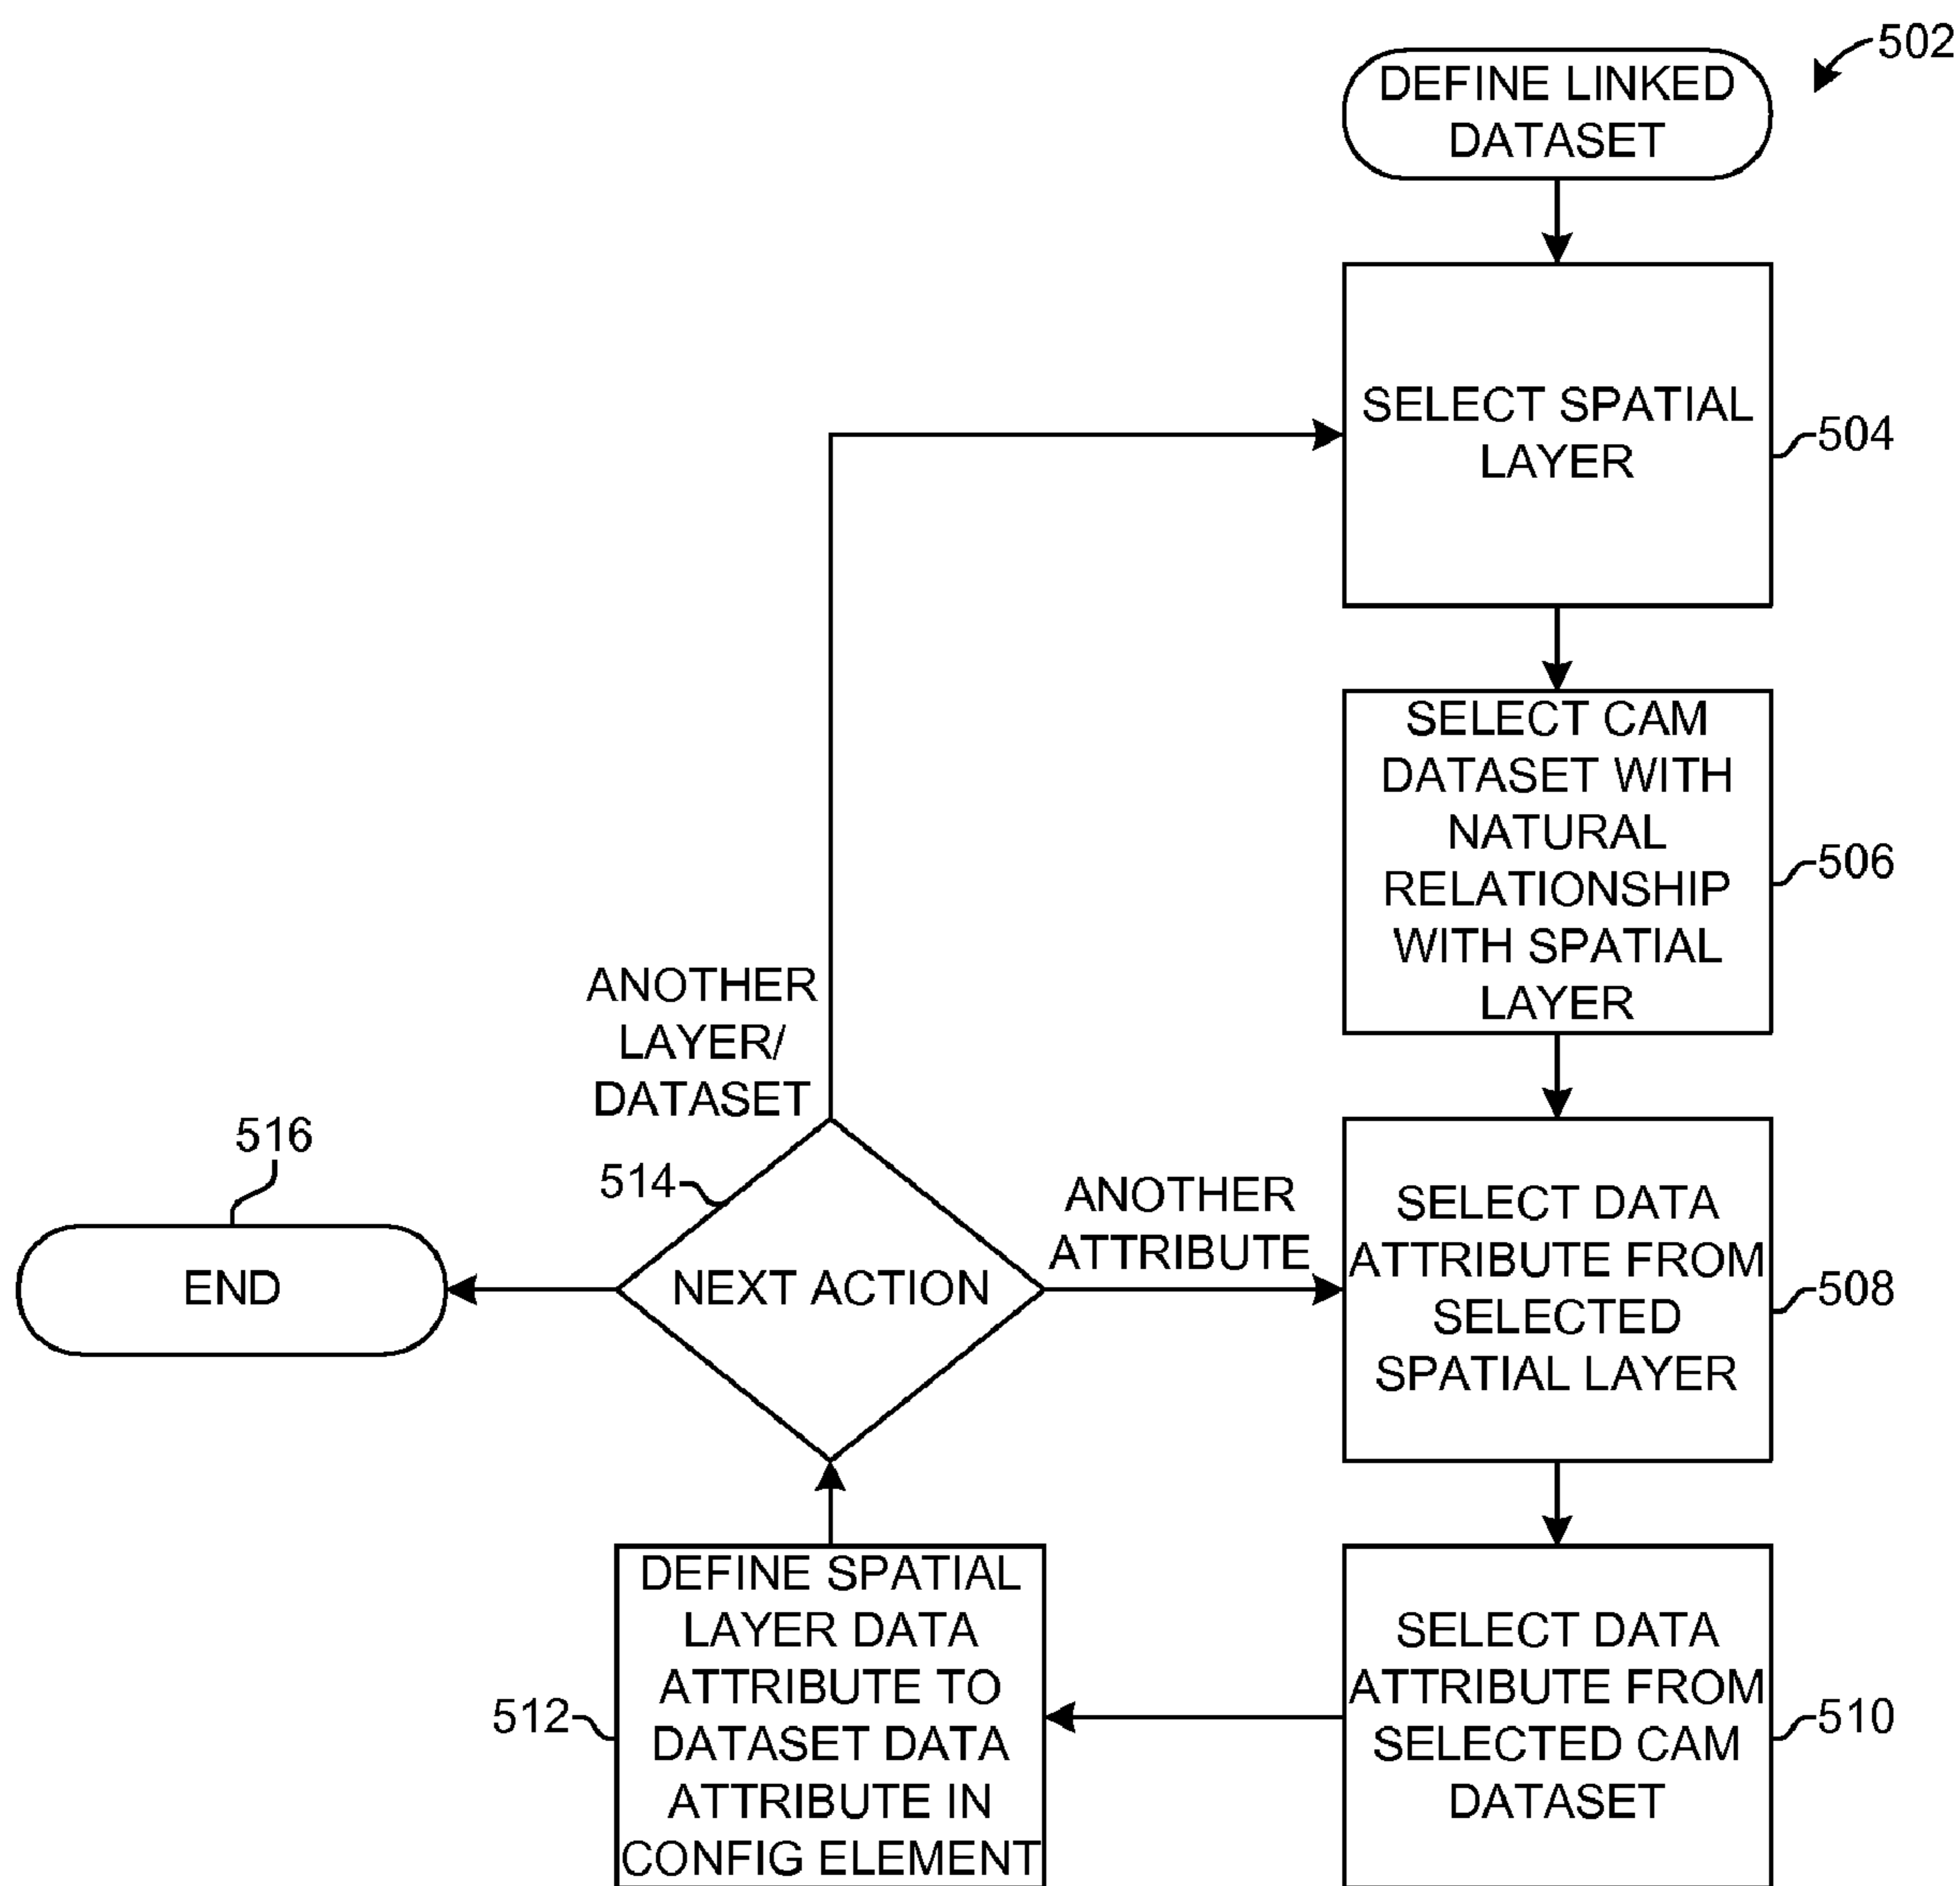 502
DEFINE LINKED
DATASET
SELECT SPATIAL
LAYER
504
SELECT CAM
DATASET WITH
NATURAL
RELATIONSHIP
WITH SPATIAL
LAYER
506
ANOTHER
LAYER/
DATASET
516
END
514
NEXT ACTION
ANOTHER
ATTRIBUTE
SELECT DATA
ATTRIBUTE FROM
SELECTED
SPATIAL LAYER
508
SELECT DATA
ATTRIBUTE FROM
SELECTED CAM
DATASET
510
512
DEFINE SPATIAL
LAYER DATA
ATTRIBUTE TO
DATASET DATA
ATTRIBUTE IN
CONFIG ELEMENT